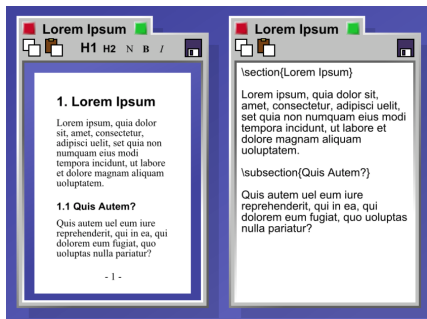 Lorem Ipsum
H1 H2 N B I
1. Lorem Ipsum
Lorem ipsum, quia dolor
sit, amet, consectetur,
adipisci uelit, set quia non
numquam eius modi
tempora incidunt, ut labore
et dolore magnam aliquam
uoluptatem.
1.1 Quis Autem?
Quis autem uel eum iure
reprehenderit, qui in ea, qui
dolorem eum fugiat, quo
uoluptas nulla pariatur?
- 1 -
Lorem Ipsum
\section{Lorem Ipsum}
Lorem ipsum, quia dolor sit,
amet, consectetur, adipisci uelit,
set quia non numquam eius modi
tempora incidunt, ut labore et
dolore magnam aliquam
uoluptatem.
\subsection{Quis Autem?}
Quis autem uel eum iure
reprehenderit, qui in ea, qui
dolorem eum fugiat, quo uoluptas
nulla pariatur?